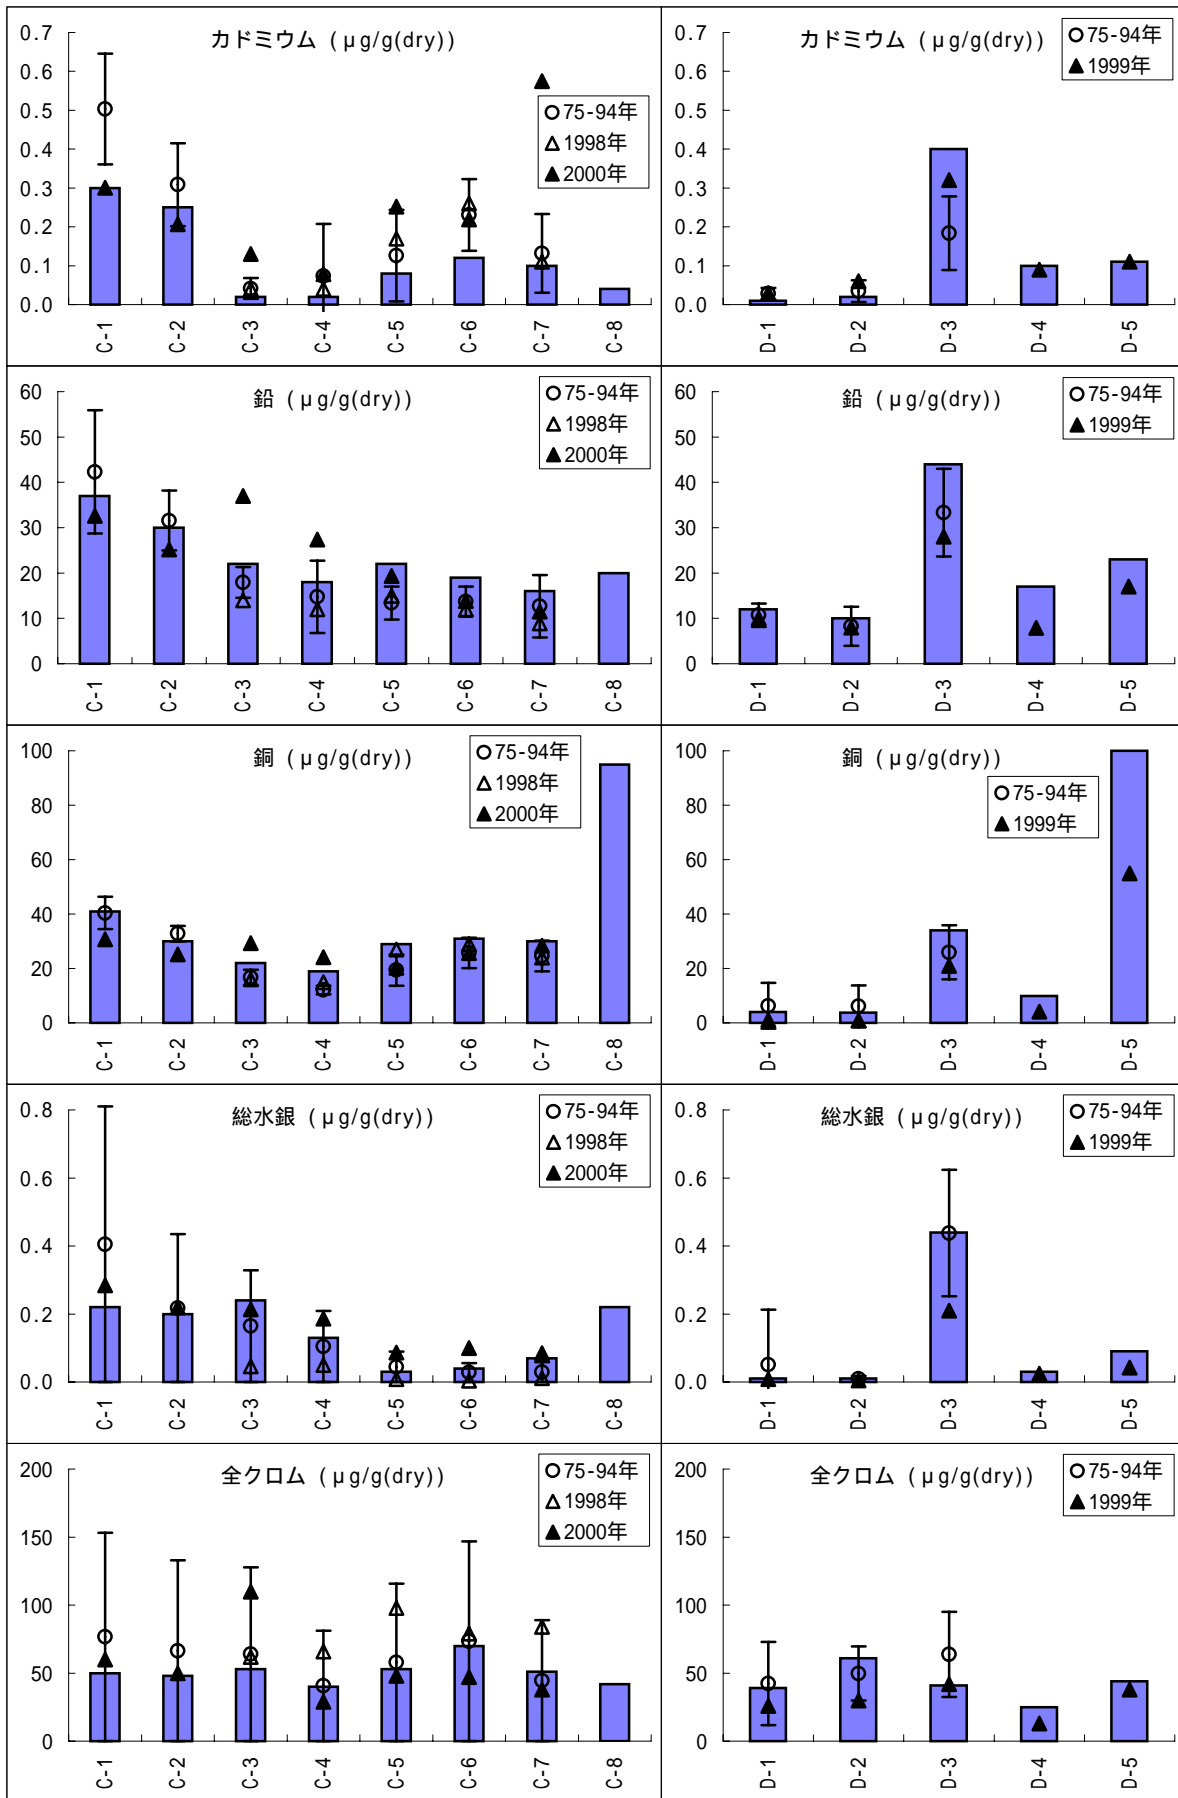 カドミウム (μg/g(dry))
0.7
0.6
0.5
0.4
0.3
0.2
0.1
0.0
75-94年
1998年
2000年
C-1
C-2
C-3
C-4
C-5
C-6
C-7
C-8
カドミウム (μg/g(dry))
0.7
0.6
0.5
0.4
0.3
0.2
0.1
0.0
75-94年
1999年
D-1
D-2
D-3
D-4
D-5
鉛 (μg/g(dry))
60
50
40
30
20
10
0
75-94年
1998年
2000年
C-1
C-2
C-3
C-4
C-5
C-6
C-7
C-8
鉛 (μg/g(dry))
60
50
40
30
20
10
0
75-94年
1999年
D-1
D-2
D-3
D-4
D-5
銅 (μg/g(dry))
100
80
60
40
20
0
75-94年
1998年
2000年
C-1
C-2
C-3
C-4
C-5
C-6
C-7
C-8
銅 (μg/g(dry))
100
80
60
40
20
0
75-94年
1999年
D-1
D-2
D-3
D-4
D-5
総水銀 (μg/g(dry))
0.8
0.6
0.4
0.2
0.0
75-94年
1998年
2000年
C-1
C-2
C-3
C-4
C-5
C-6
C-7
C-8
総水銀 (μg/g(dry))
0.8
0.6
0.4
0.2
0.0
75-94年
1999年
D-1
D-2
D-3
D-4
D-5
全クロム (μg/g(dry))
200
150
100
50
0
75-94年
1998年
2000年
C-1
C-2
C-3
C-4
C-5
C-6
C-7
C-8
全クロム (μg/g(dry))
200
150
100
50
0
75-94年
1999年
D-1
D-2
D-3
D-4
D-5